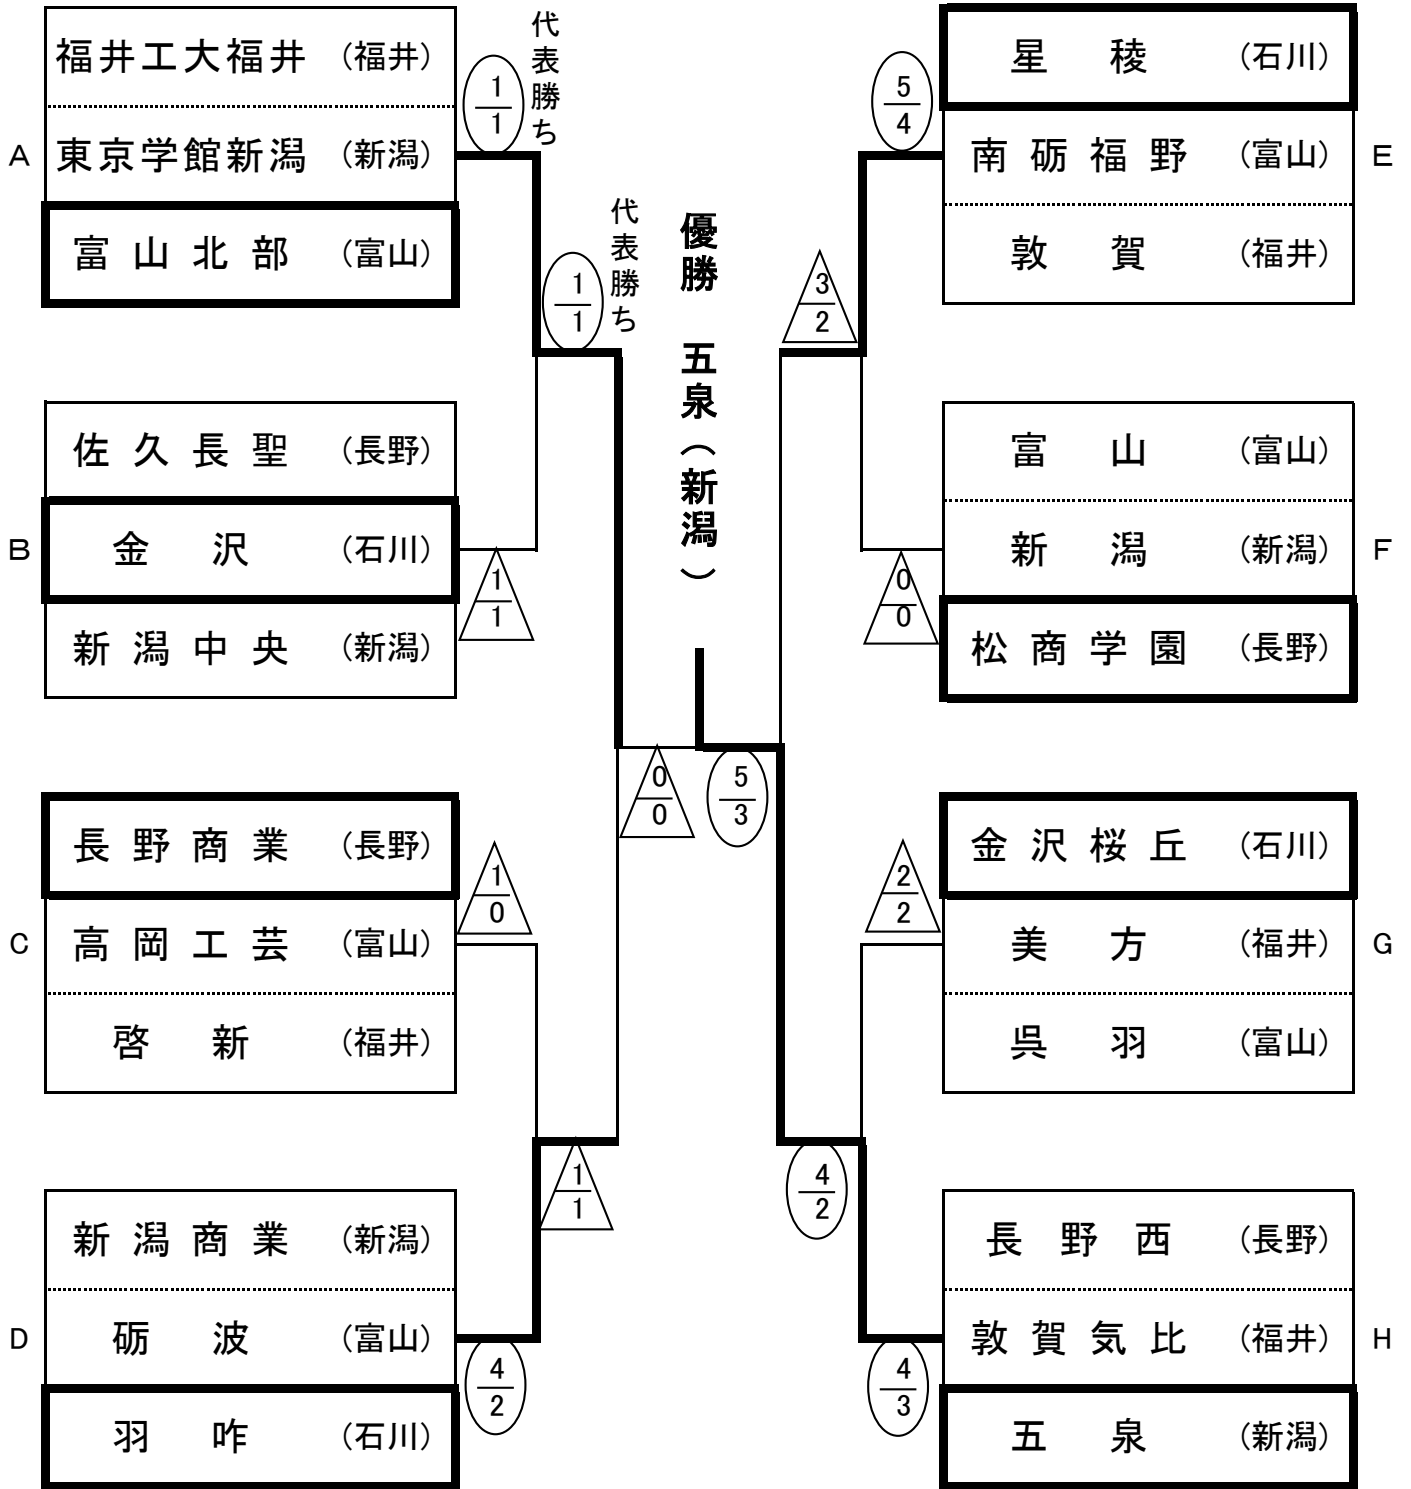 福井工大福井 (福井)
A 東京学館新潟 (新潟)
富山北部 (富山)
1
1
代表勝ち
佐久長聖 (長野)
B 金沢 (石川)
新潟中央 (新潟)
1
1
1
1
代表勝ち
長野商業 (長野)
C 高岡工芸 (富山)
啓新 (福井)
1
0
新潟商業 (新潟)
D 砺波 (富山)
羽咋 (石川)
4
2
1
1
優勝 五泉(新潟)
0
0
5
3
星稜 (石川)
南砺福野 (富山) E
敦賀 (福井)
5
4
3
2
富山 (富山)
新潟 (新潟) F
松商学園 (長野)
0
0
金沢桜丘 (石川)
美方 (福井) G
呉羽 (富山)
2
2
4
2
長野西 (長野)
敦賀気比 (福井) H
五泉 (新潟)
4
3